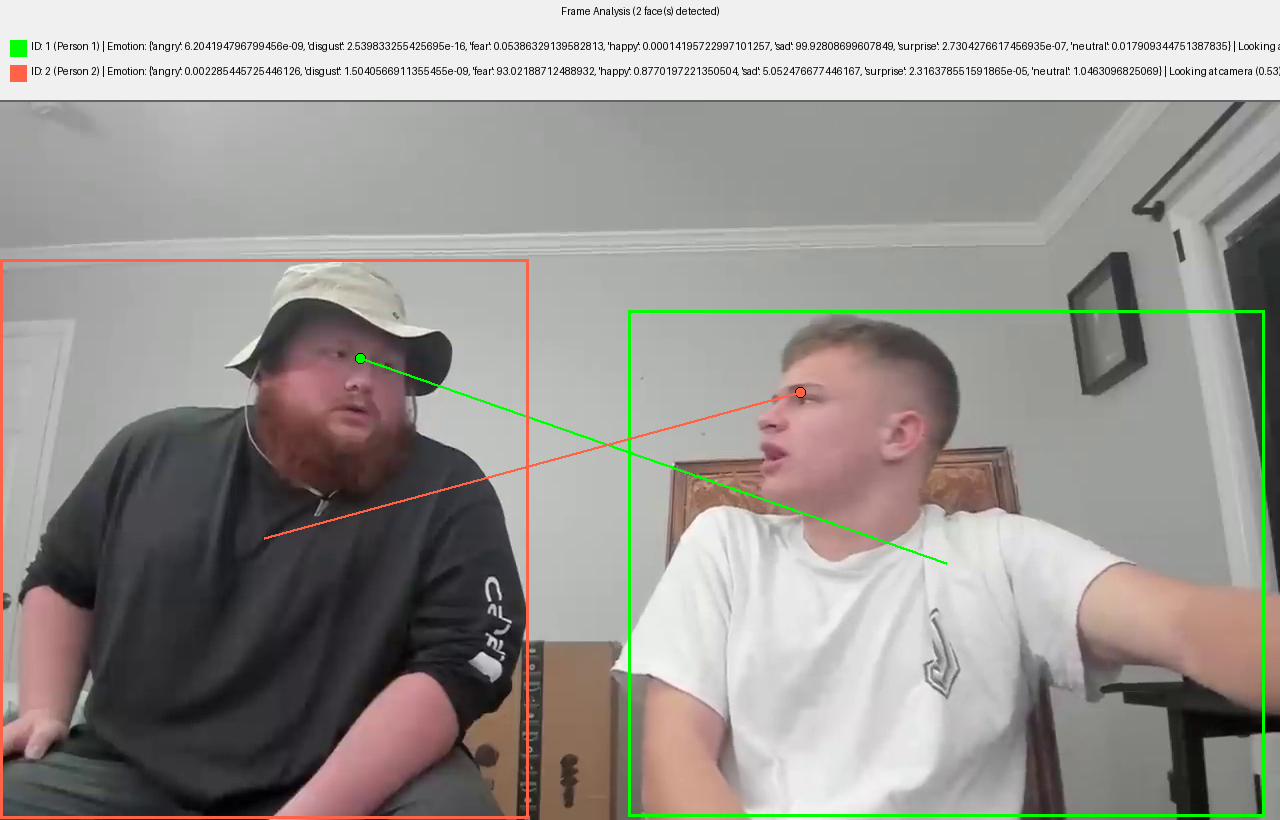 Frame Analysis (2 face(s) detected)
ID: 1 (Person 1) | Emotion: {'angry': 6.204194796799456e-09, 'disgust': 2.539833255425695e-16, 'fear': 0.05386329139582813, 'happy': 0.00014195722997101257, 'sad': 99.92808699607849, 'surprise': 2.7304276617456935e-07, 'neutral': 0.017909344751387835} | Looking a
ID: 2 (Person 2) | Emotion: {'angry': 0.002285445725446126, 'disgust': 1.5040566911355455e-09, 'fear': 93.02188712488932, 'happy': 0.8770197221350504, 'sad': 5.052476677446167, 'surprise': 2.316378551591865e-05, 'neutral': 1.0463096825069} | Looking at camera (0.53)